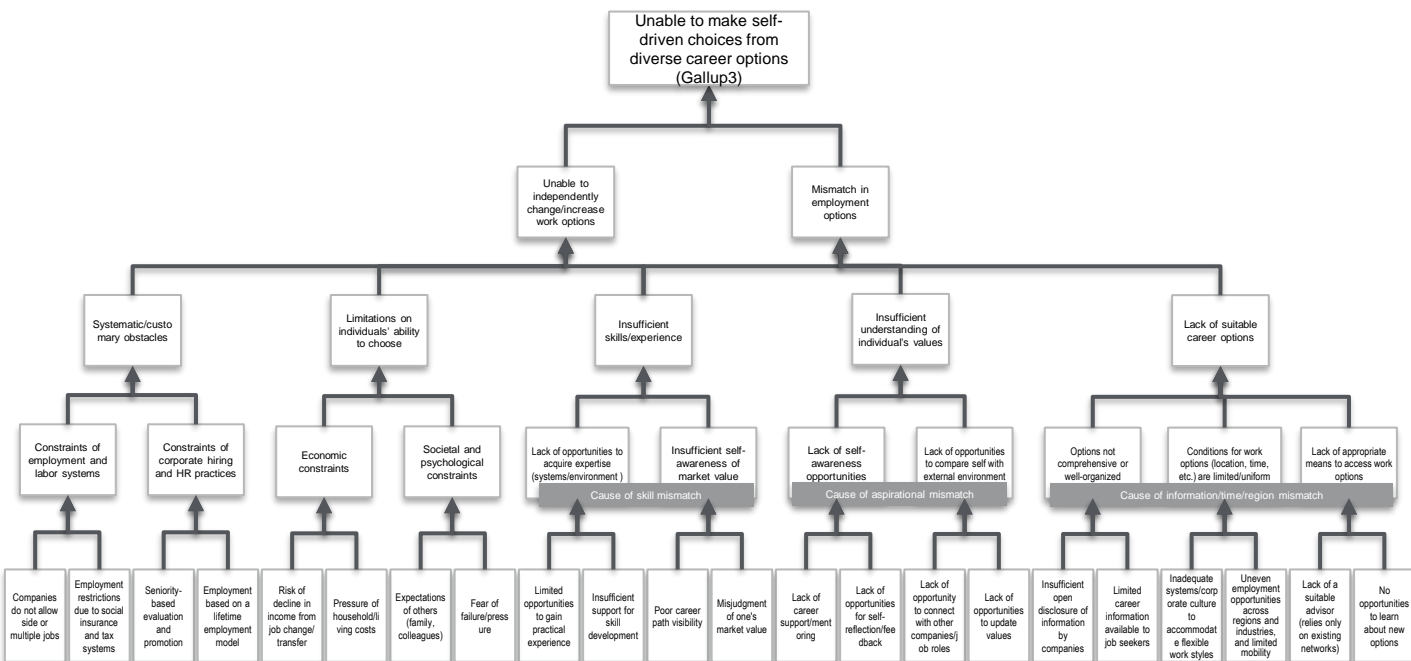 Unable to make self-
driven choices from
diverse career options
(Gallup3)
Unable to
independently
change/increase
work options
Mismatch in
employment
options
Systematic/custo
mary obstacles
Limitations on
individuals' ability
to choose
Insufficient
skills/experience
Insufficient
understanding of
individual's values
Lack of suitable
career options
Constraints of
employment and
labor systems
Constraints of
corporate hiring
and HR practices
Economic
constraints
Societal and
psychological
constraints
Lack of opportunities to
acquire expertise
(systems/environment )
Insufficient self-
awareness of
market value
Cause of skill mismatch
Lack of self-
awareness
opportunities
Lack of opportunities
to compare self with
external environment
Cause of aspirational mismatch
Options not
comprehensive or
well-organized
Conditions for work
options (location, time,
etc.) are limited/uniform
Lack of appropriate
means to access work
options
Cause of information/time/region mismatch
Companies
do not allow
side or
multiple jobs
Employment
restrictions
due to social
insurance
and tax
systems
Seniority-
based
evaluation
and
promotion
Employment
based on a
lifetime
employment
model
Risk of
decline in
income from
job change/
transfer
Pressure of
household/li
ving costs
Expectations
of others
(family,
colleagues)
Fear of
failure/press
ure
Limited
opportunities
to gain
practical
experience
Insufficient
support for
skill
development
Poor career
path visibility
Misjudgment
of one's
market value
Lack of
career
support/ment
oring
Lack of
opportunities
for self-
reflection/fee
dback
Lack of
opportunity
to connect
with other
companies/j
ob roles
Lack of
opportunities
to update
values
Insufficient
open
disclosure of
information
by
companies
Limited
career
information
available to
job seekers
Inadequate
systems/corp
orate culture
to
accommodat
e flexible
work styles
Uneven
employment
opportunities
across
regions and
industries,
and limited
mobility
Lack of a
suitable
advisor
(relies only
on existing
networks)
No
opportunities
to learn
about new
options